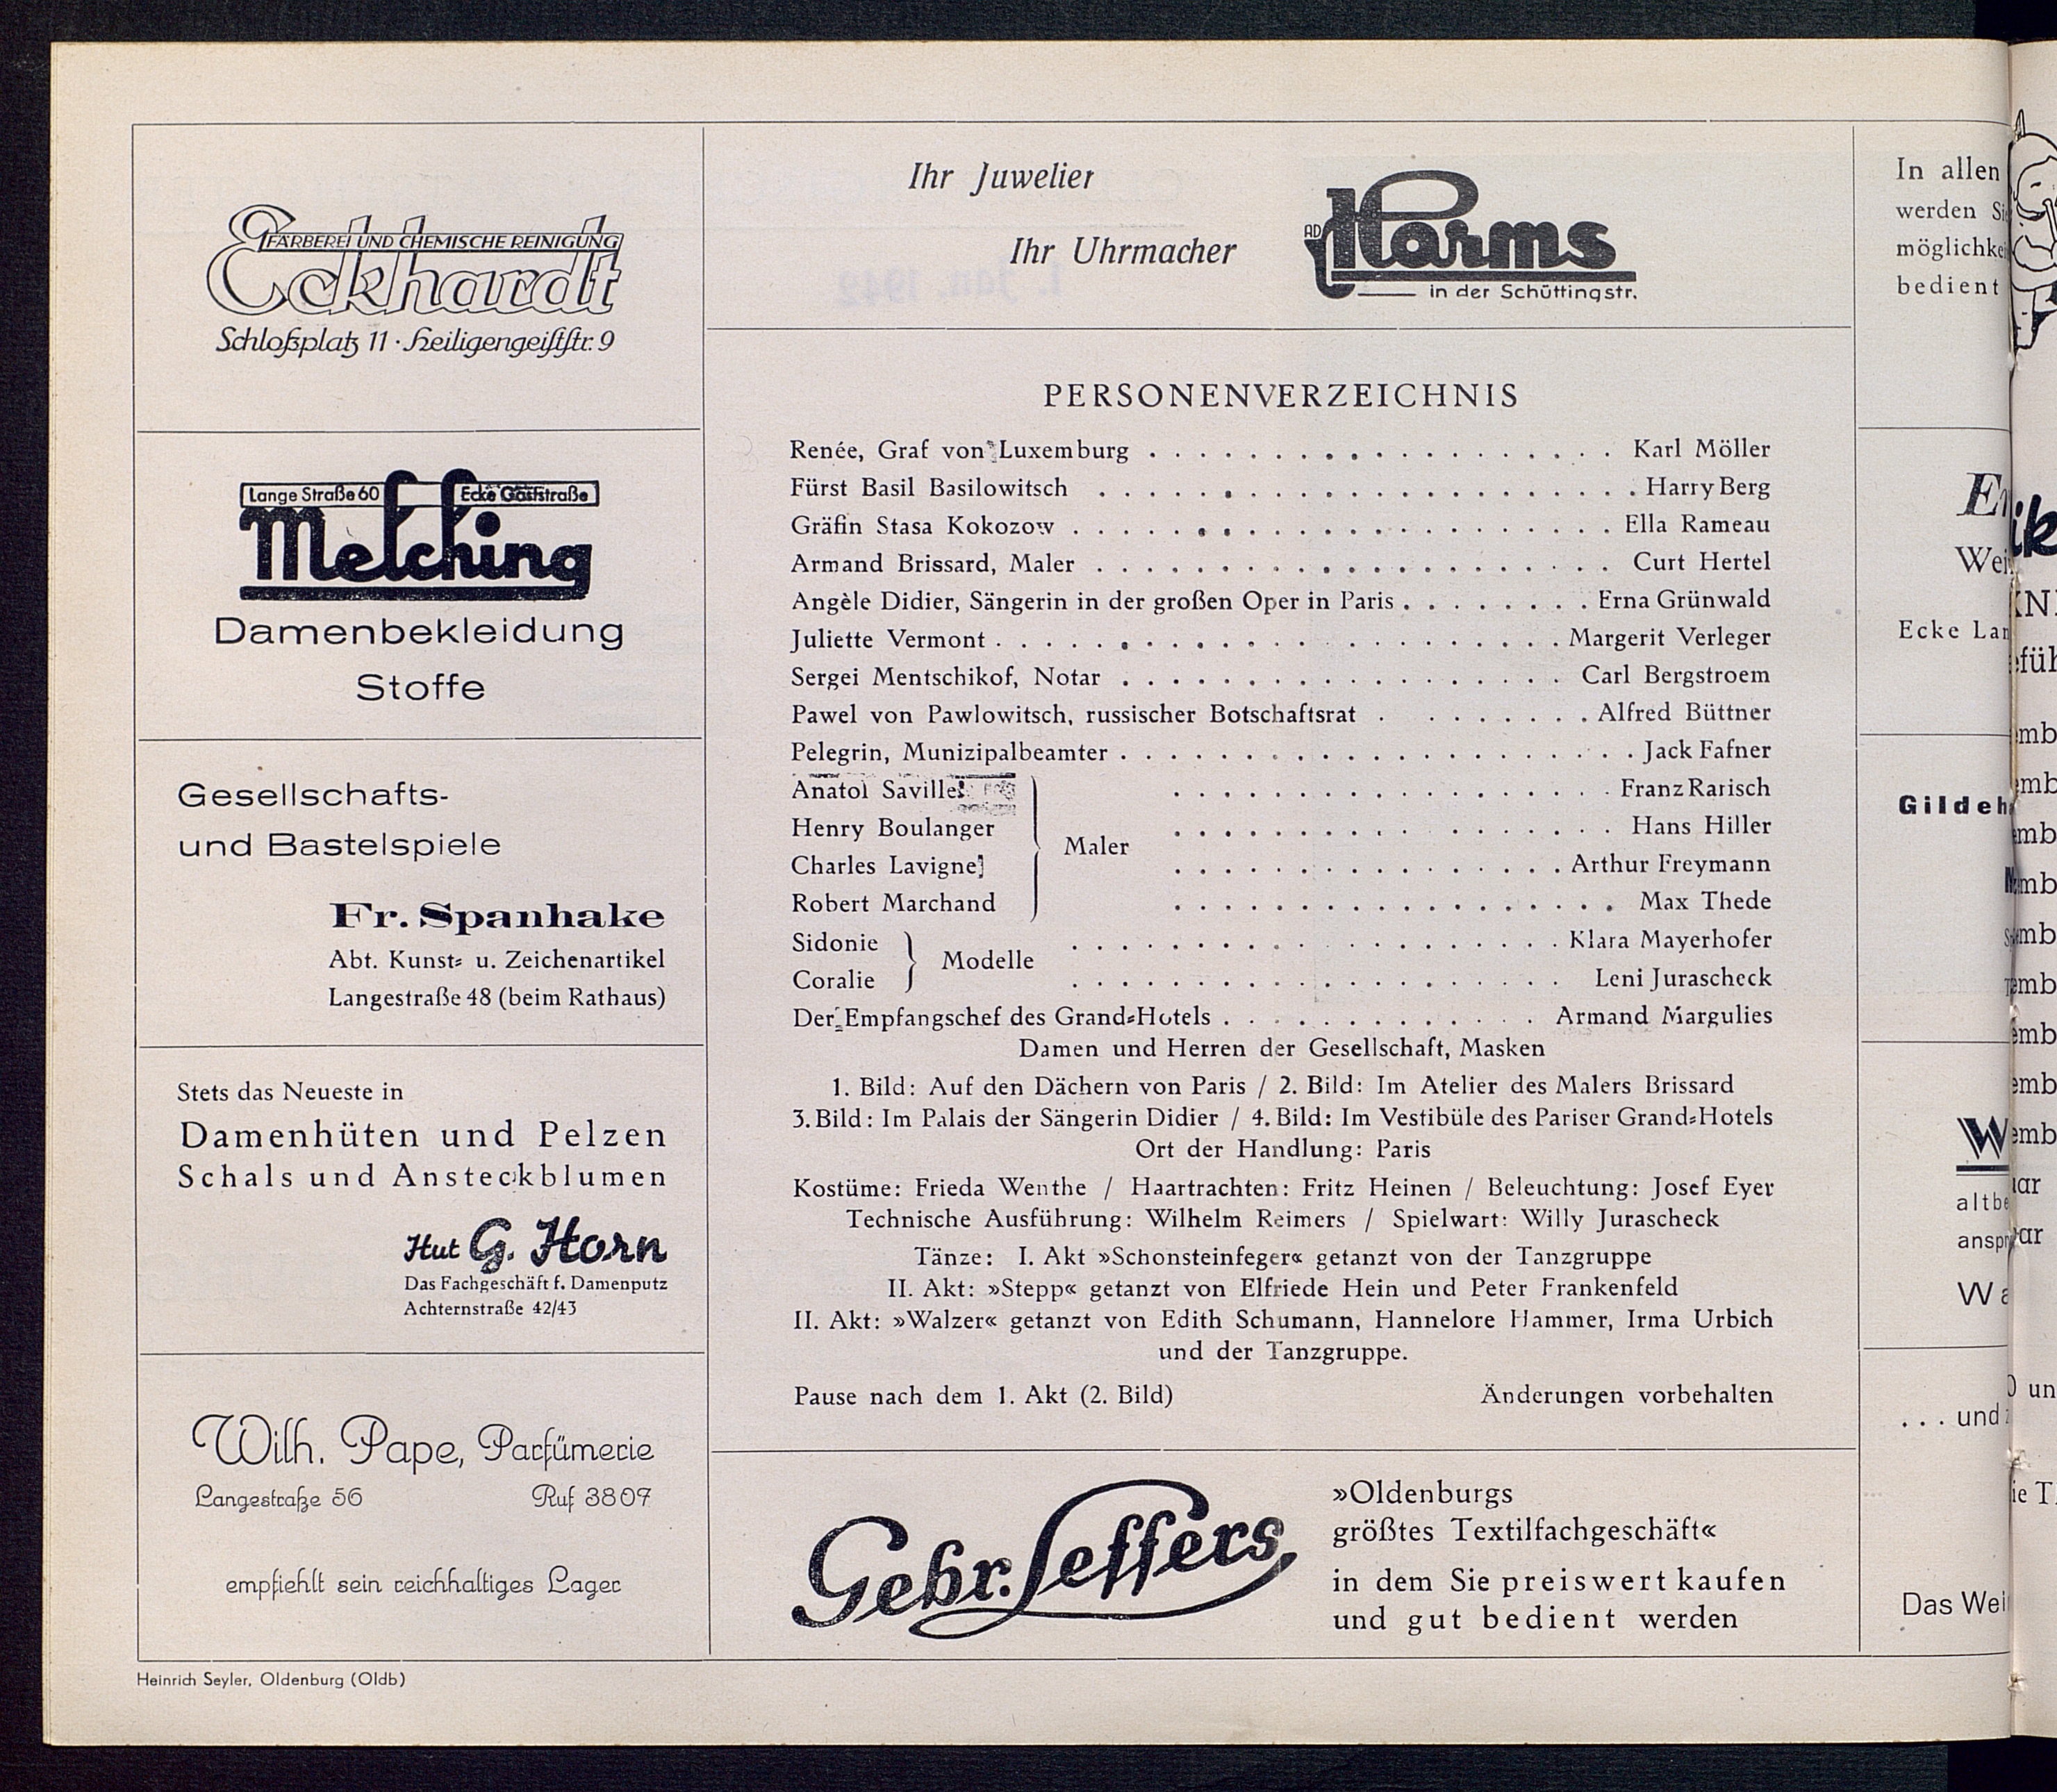 FÄRBEREI UND CHEMISCHE REINIGUNG
Eckhardt
Schloßplatz 11 · Heiligengeiststr. 9
Lange Straße 60 Ecke Gaststraße
Melching
Damenbekleidung
Stoffe
Gesellschafts-
und Bastelspiele
Fr. Spanhake
Abt. Kunst- u. Zeichenartikel
Langestraße 48 (beim Rathaus)
Stets das Neueste in
Damenhüten und Pelzen
Schals und Ansteckblumen
Hut G. Horn
Das Fachgeschäft f. Damenputz
Achternstraße 42/43
Wilh. Pape, Parfümerie
Langestraße 56 Ruf 3807
empfiehlt sein reichhaltiges Lager
Heinrich Seyler, Oldenburg (Oldb)
Ihr Juwelier
Ihr Uhrmacher
AD Harms
in der Schüttingstr.
1. Jan. 1942
PERSONENVERZEICHNIS
Renée, Graf von Luxemburg . . . . . . . . . . . . . . . . . . Karl Möller
Fürst Basil Basilowitsch . . . . . . . . . . . . . . . . . . . . . Harry Berg
Gräfin Stasa Kokozow . . . . . . . . . . . . . . . . . . . . . Ella Rameau
Armand Brissard, Maler . . . . . . . . . . . . . . . . . . . . Curt Hertel
Angèle Didier, Sängerin in der großen Oper in Paris . . . . . . . . Erna Grünwald
Juliette Vermont . . . . . . . . . . . . . . . . . . . . . . Margerit Verleger
Sergei Mentschikof, Notar . . . . . . . . . . . . . . . . . Carl Bergstroem
Pawel von Pawlowitsch, russischer Botschaftsrat . . . . . . . . Alfred Büttner
Pelegrin, Munizipalbeamter . . . . . . . . . . . . . . . . . . . . Jack Fafner
Anatol Saville . . . . . . . . . . . . . . . . . Franz Rarisch
Henry Boulanger . . . . . . . . . . . . . . . . . Hans Hiller
Maler
Charles Lavigne . . . . . . . . . . . . . . . Arthur Freymann
Robert Marchand . . . . . . . . . . . . . . . . . Max Thede
Sidonie . . . . . . . . . . . . . . . . . . . Klara Mayerhofer
Modelle
Coralie . . . . . . . . . . . . . . . . . . . Leni Jurascheck
Der Empfangschef des Grand-Hotels . . . . . . . . . . . . . Armand Margulies
Damen und Herren der Gesellschaft, Masken
1. Bild: Auf den Dächern von Paris / 2. Bild: Im Atelier des Malers Brissard
3. Bild: Im Palais der Sängerin Didier / 4. Bild: Im Vestibüle des Pariser Grand-Hotels
Ort der Handlung: Paris
Kostüme: Frieda Wenthe / Haartrachten: Fritz Heinen / Beleuchtung: Josef Eyer
Technische Ausführung: Wilhelm Reimers / Spielwart: Willy Jurascheck
Tänze: I. Akt »Schonsteinfeger« getanzt von der Tanzgruppe
II. Akt: »Stepp« getanzt von Elfriede Hein und Peter Frankenfeld
II. Akt: »Walzer« getanzt von Edith Schumann, Hannelore Hammer, Irma Urbich
und der Tanzgruppe.
Pause nach dem 1. Akt (2. Bild) Änderungen vorbehalten
Gebr. Leffers
»Oldenburgs
größtes Textilfachgeschäft«
in dem Sie preiswert kaufen
und gut bedient werden
In allen
werden
bedient
Ecke
... und
Das